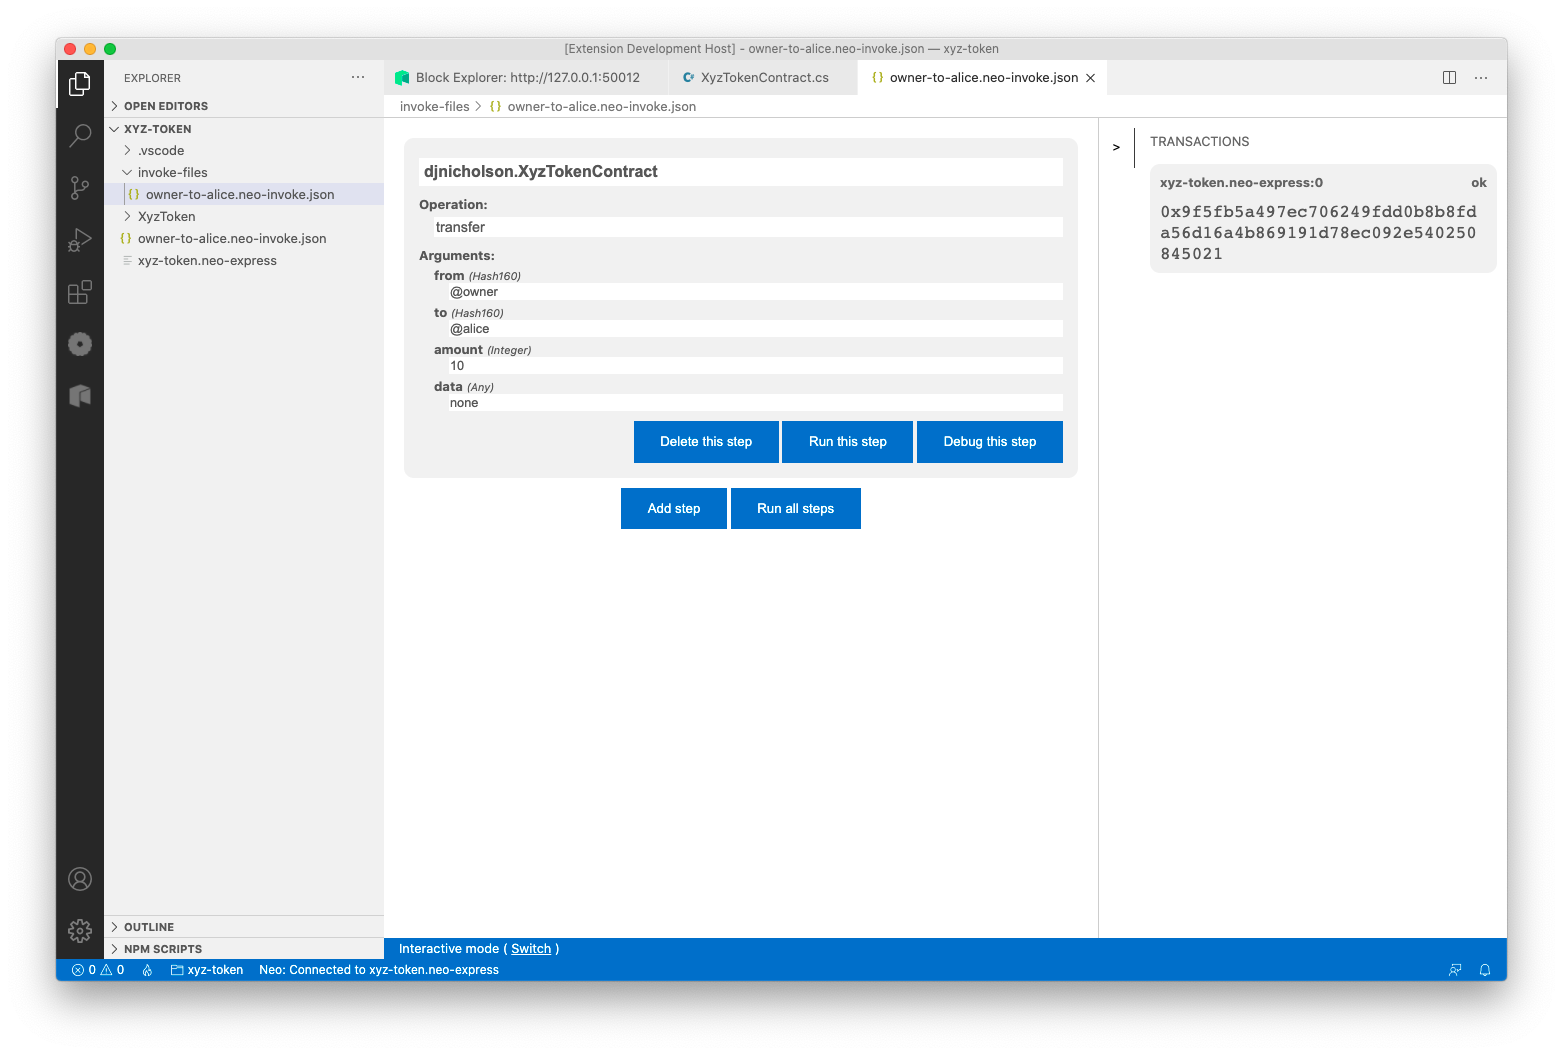 [Extension Development Host] - owner-to-alice.neo-invoke.json — xyz-token
EXPLORER
Block Explorer: http://127.0.0.1:50012
XyzTokenContract.cs
owner-to-alice.neo-invoke.json
OPEN EDITORS
XYZ-TOKEN
.vscode
invoke-files
owner-to-alice.neo-invoke.json
XyzToken
owner-to-alice.neo-invoke.json
xyz-token.neo-express
OUTLINE
NPM SCRIPTS
invoke-files > {} owner-to-alice.neo-invoke.json
djnicholson.XyzTokenContract
Operation:
transfer
Arguments:
from (Hash160)
@owner
to (Hash160)
@alice
amount (Integer)
10
data (Any)
none
Delete this step
Run this step
Debug this step
Add step
Run all steps
>
TRANSACTIONS
xyz-token.neo-express:0 ok
0x9f5fb5a497ec706249fdd0b8b8fd
a56d16a4b869191d78ec092e540250
845021
Interactive mode ( Switch )
0 0 xyz-token Neo: Connected to xyz-token.neo-express